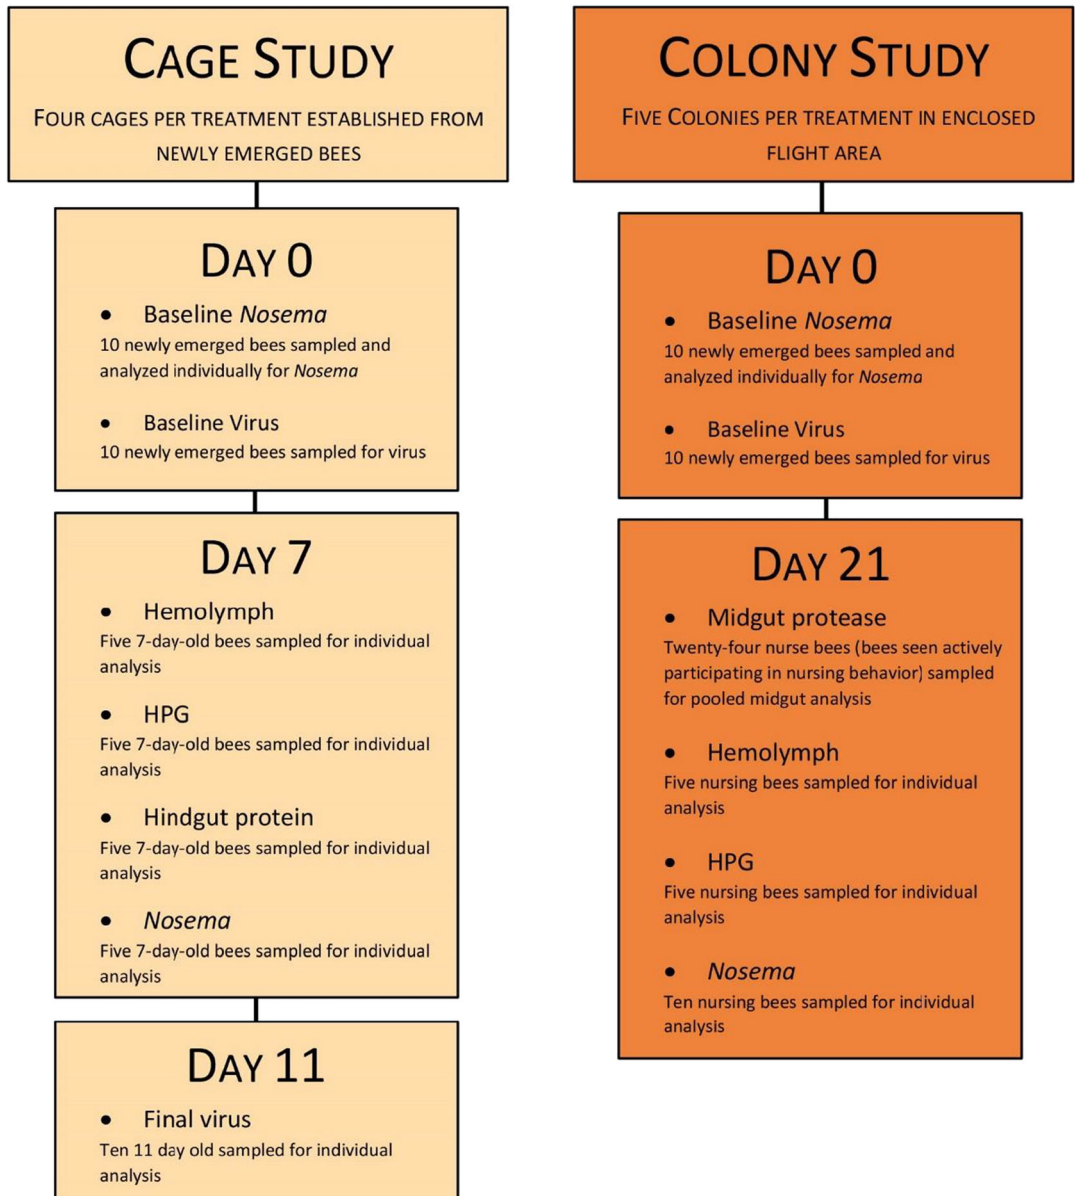 CAGE STUDY
FOUR CAGES PER TREATMENT ESTABLISHED FROM
NEWLY EMERGED BEES
DAY 0
• Baseline Nosema
10 newly emerged bees sampled and
analyzed individually for Nosema
• Baseline Virus
10 newly emerged bees sampled for virus
DAY 7
• Hemolymph
Five 7-day-old bees sampled for individual
analysis
• HPG
Five 7-day-old bees sampled for individual
analysis
• Hindgut protein
Five 7-day-old bees sampled for individual
analysis
• Nosema
Five 7-day-old bees sampled for individual
analysis
DAY 11
• Final virus
Ten 11 day old sampled for individual
analysis
COLONY STUDY
FIVE COLONIES PER TREATMENT IN ENCLOSED
FLIGHT AREA
DAY 0
• Baseline Nosema
10 newly emerged bees sampled and
analyzed individually for Nosema
• Baseline Virus
10 newly emerged bees sampled for virus
DAY 21
• Midgut protease
Twenty-four nurse bees (bees seen actively
participating in nursing behavior) sampled
for pooled midgut analysis
• Hemolymph
Five nursing bees sampled for individual
analysis
• HPG
Five nursing bees sampled for individual
analysis
• Nosema
Ten nursing bees sampled for individual
analysis